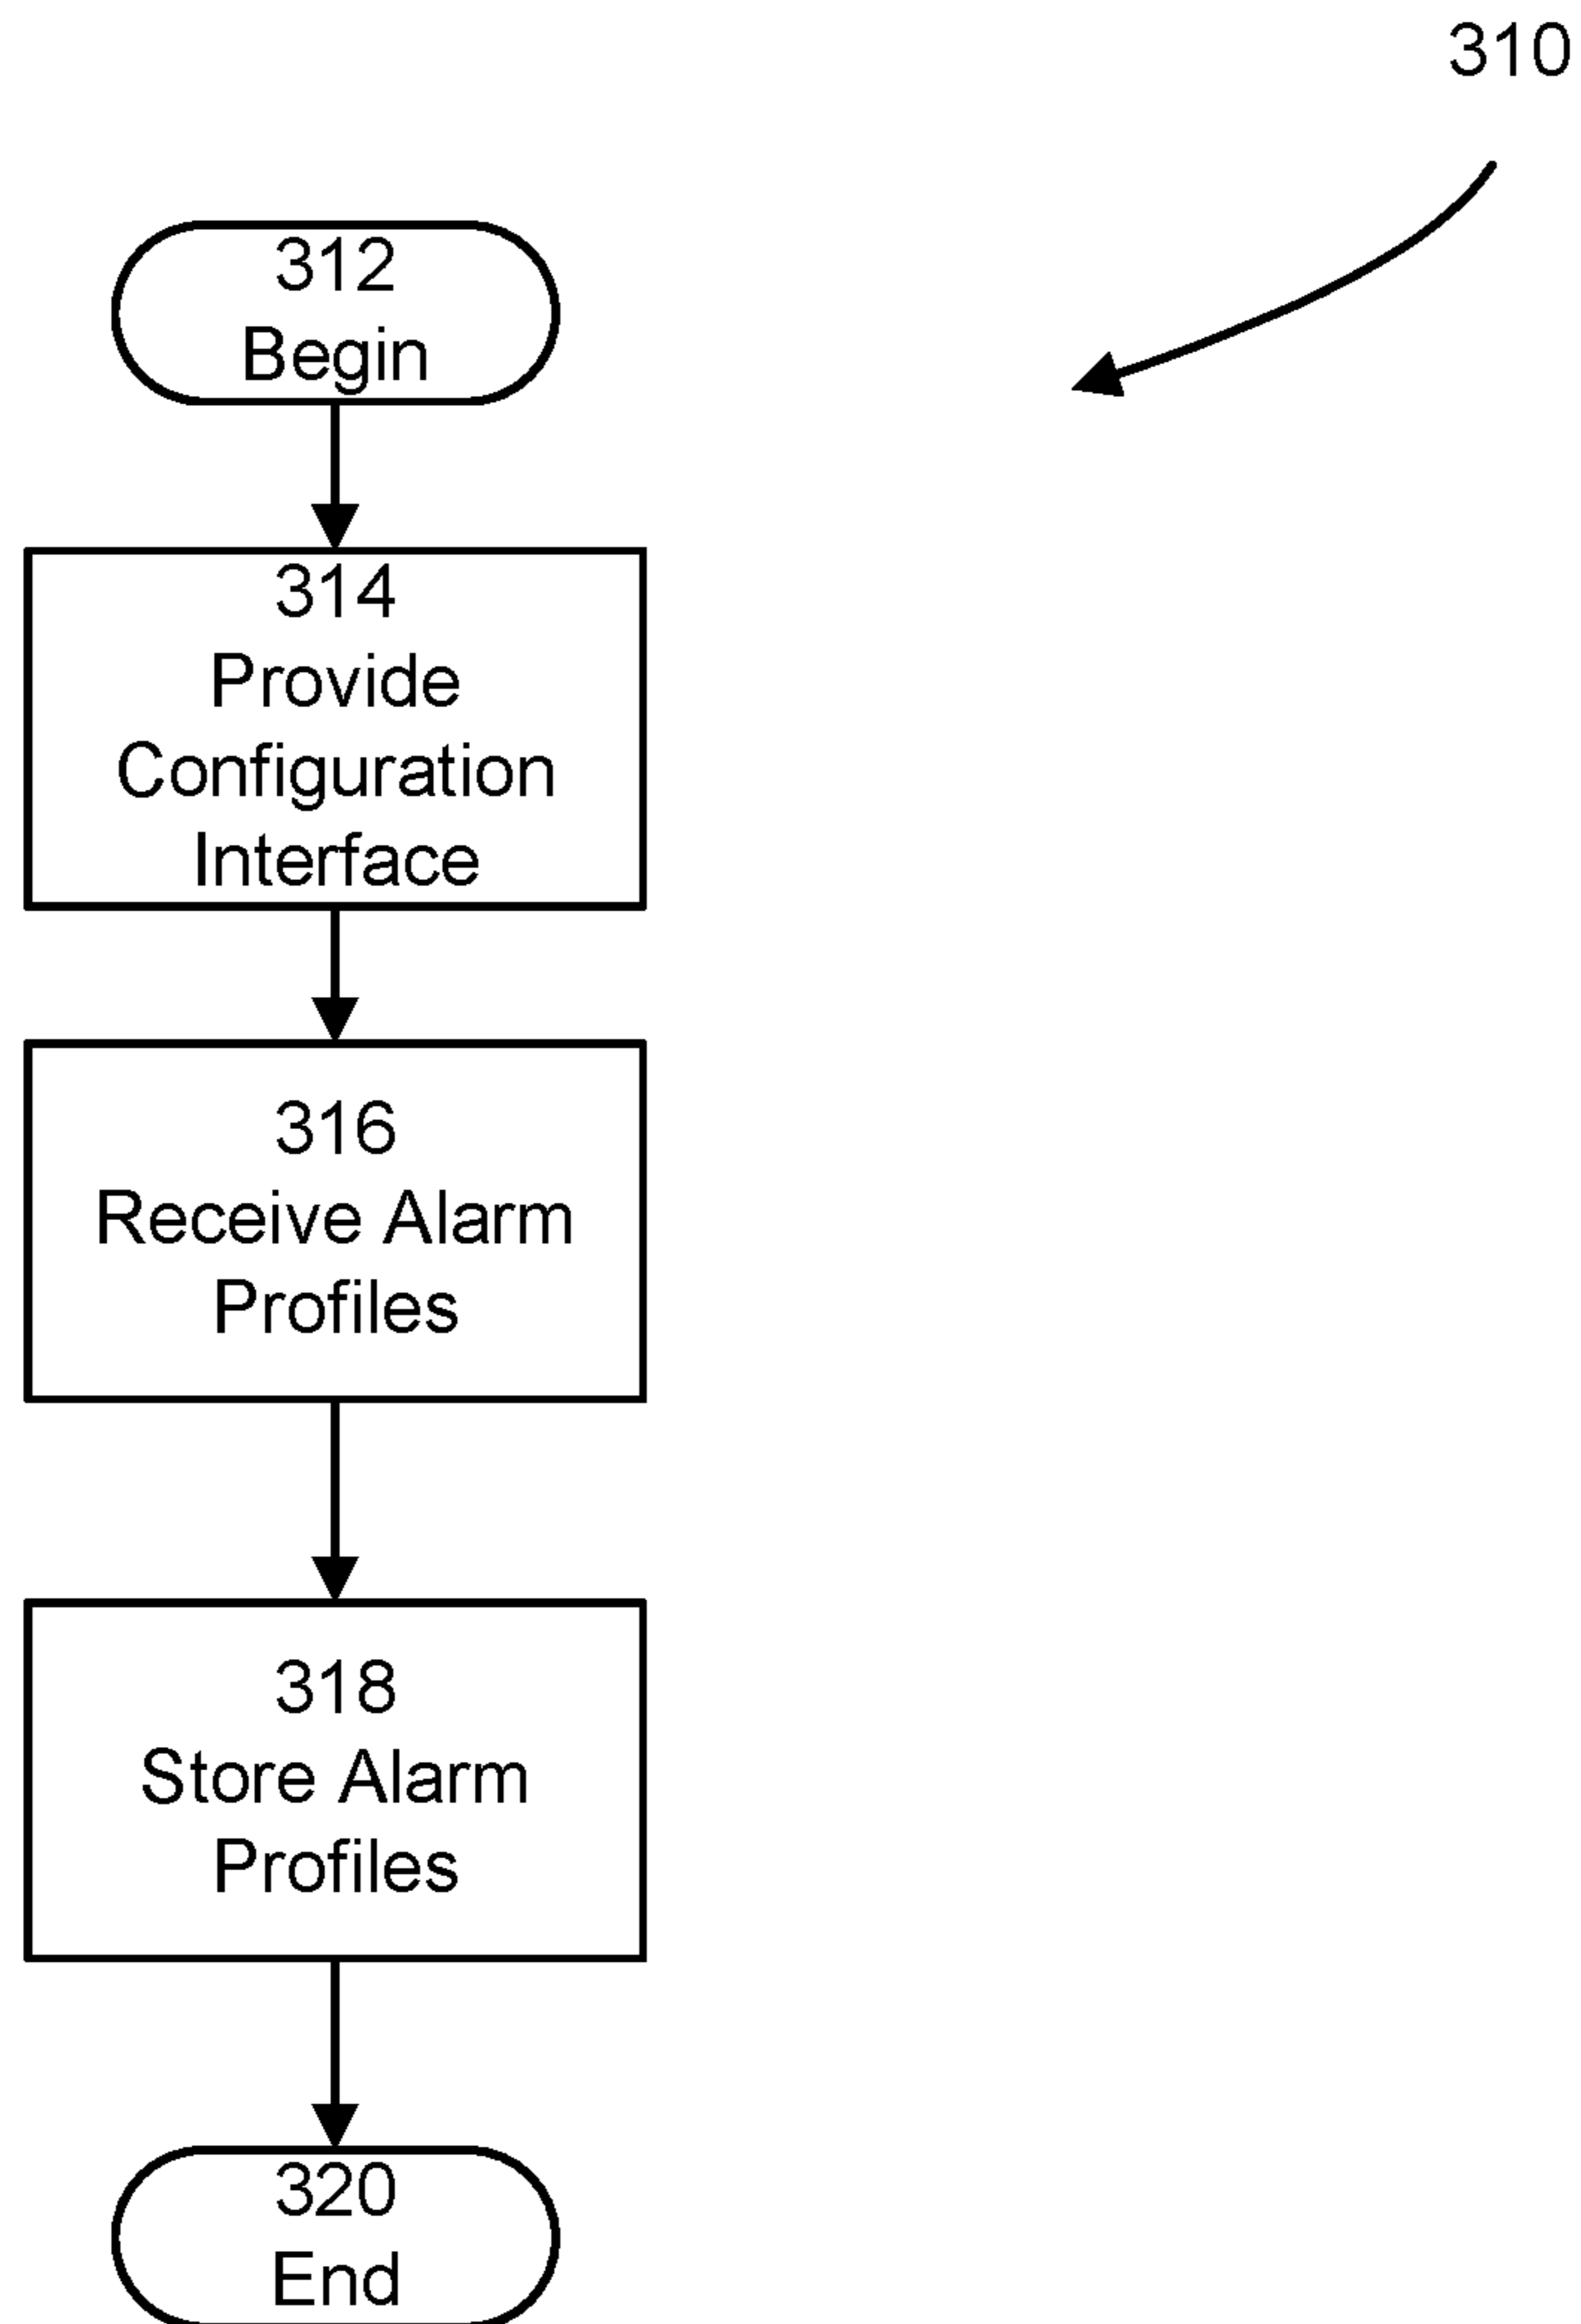 310
312
Begin
314
Provide
Configuration
Interface
316
Receive Alarm
Profiles
318
Store Alarm
Profiles
320
End